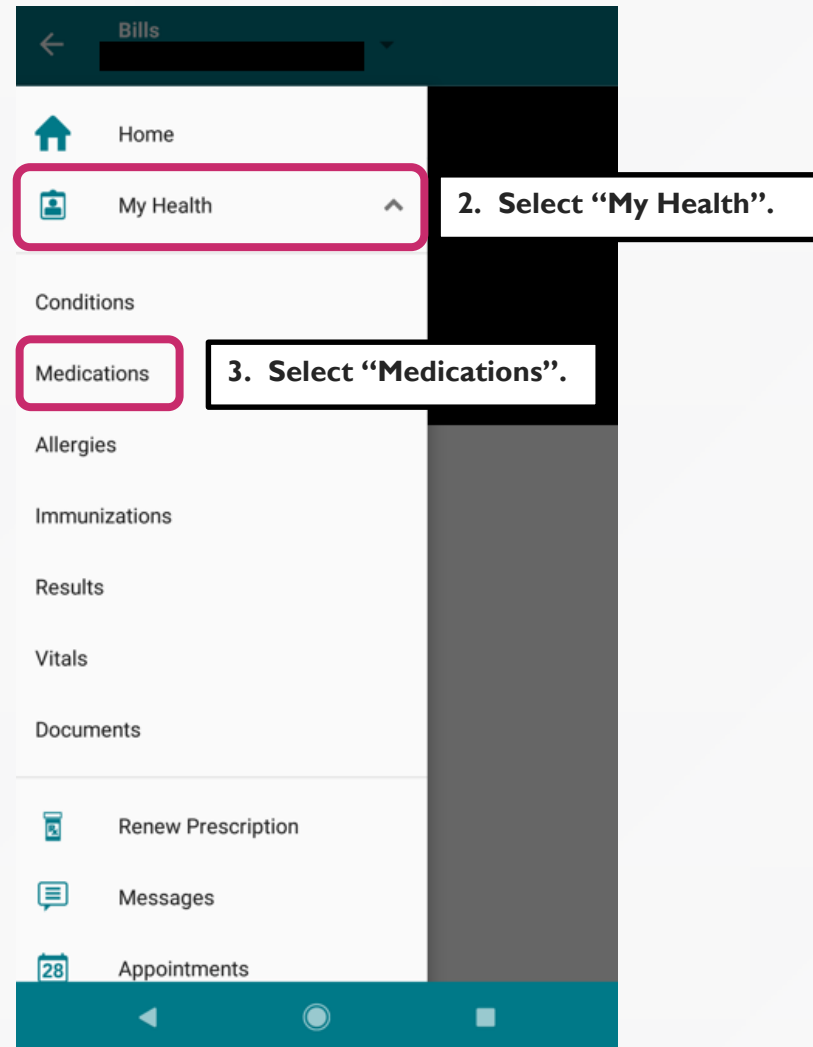 Bills
Home
My Health
2. Select “My Health”.
Conditions
Medications
3. Select “Medications”.
Allergies
Immunizations
Results
Vitals
Documents
Renew Prescription
Messages
28
Appointments